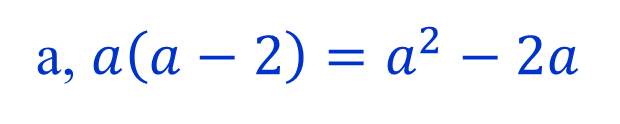 a, a(a − 2) = a² − 2a